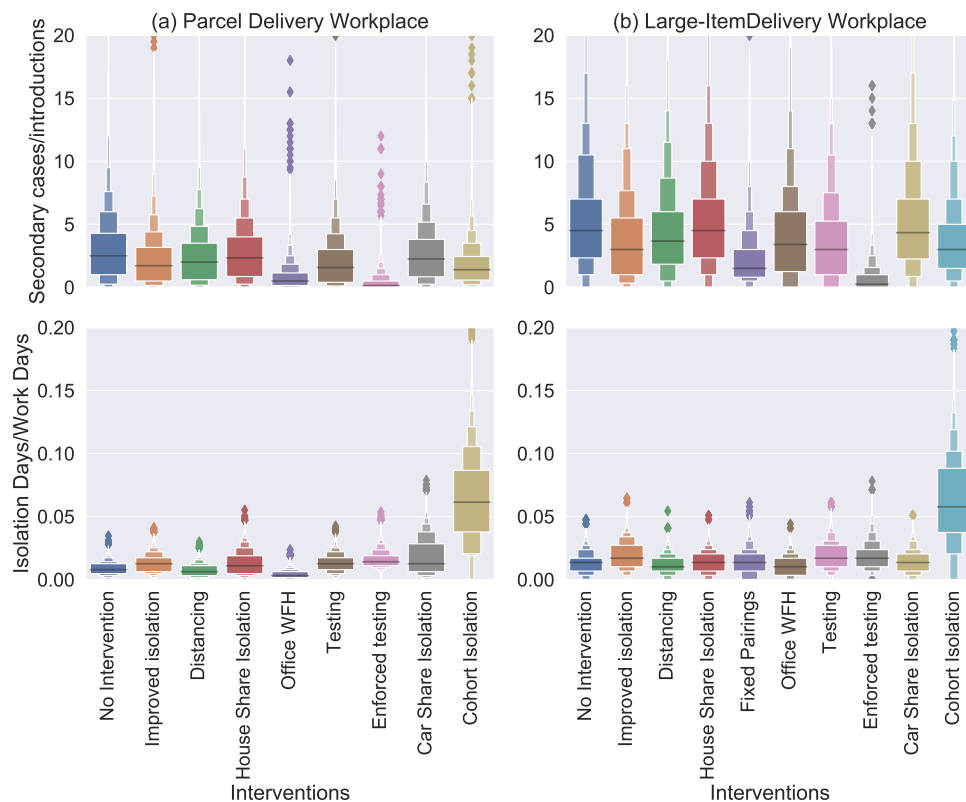 (a) Parcel Delivery Workplace
(b) Large-ItemDelivery Workplace
Secondary cases/introductions
20
15
10
5
0
20
15
10
5
0
Isolation Days/Work Days
0.20
0.15
0.10
0.05
0.00
0.20
0.15
0.10
0.05
0.00
No Intervention
Improved isolation
Distancing
House Share Isolation
Office WFH
Testing
Enforced testing
Car Share Isolation
Cohort Isolation
No Intervention
Improved isolation
Distancing
House Share Isolation
Fixed Pairings
Office WFH
Testing
Enforced testing
Car Share Isolation
Cohort Isolation
Interventions
Interventions